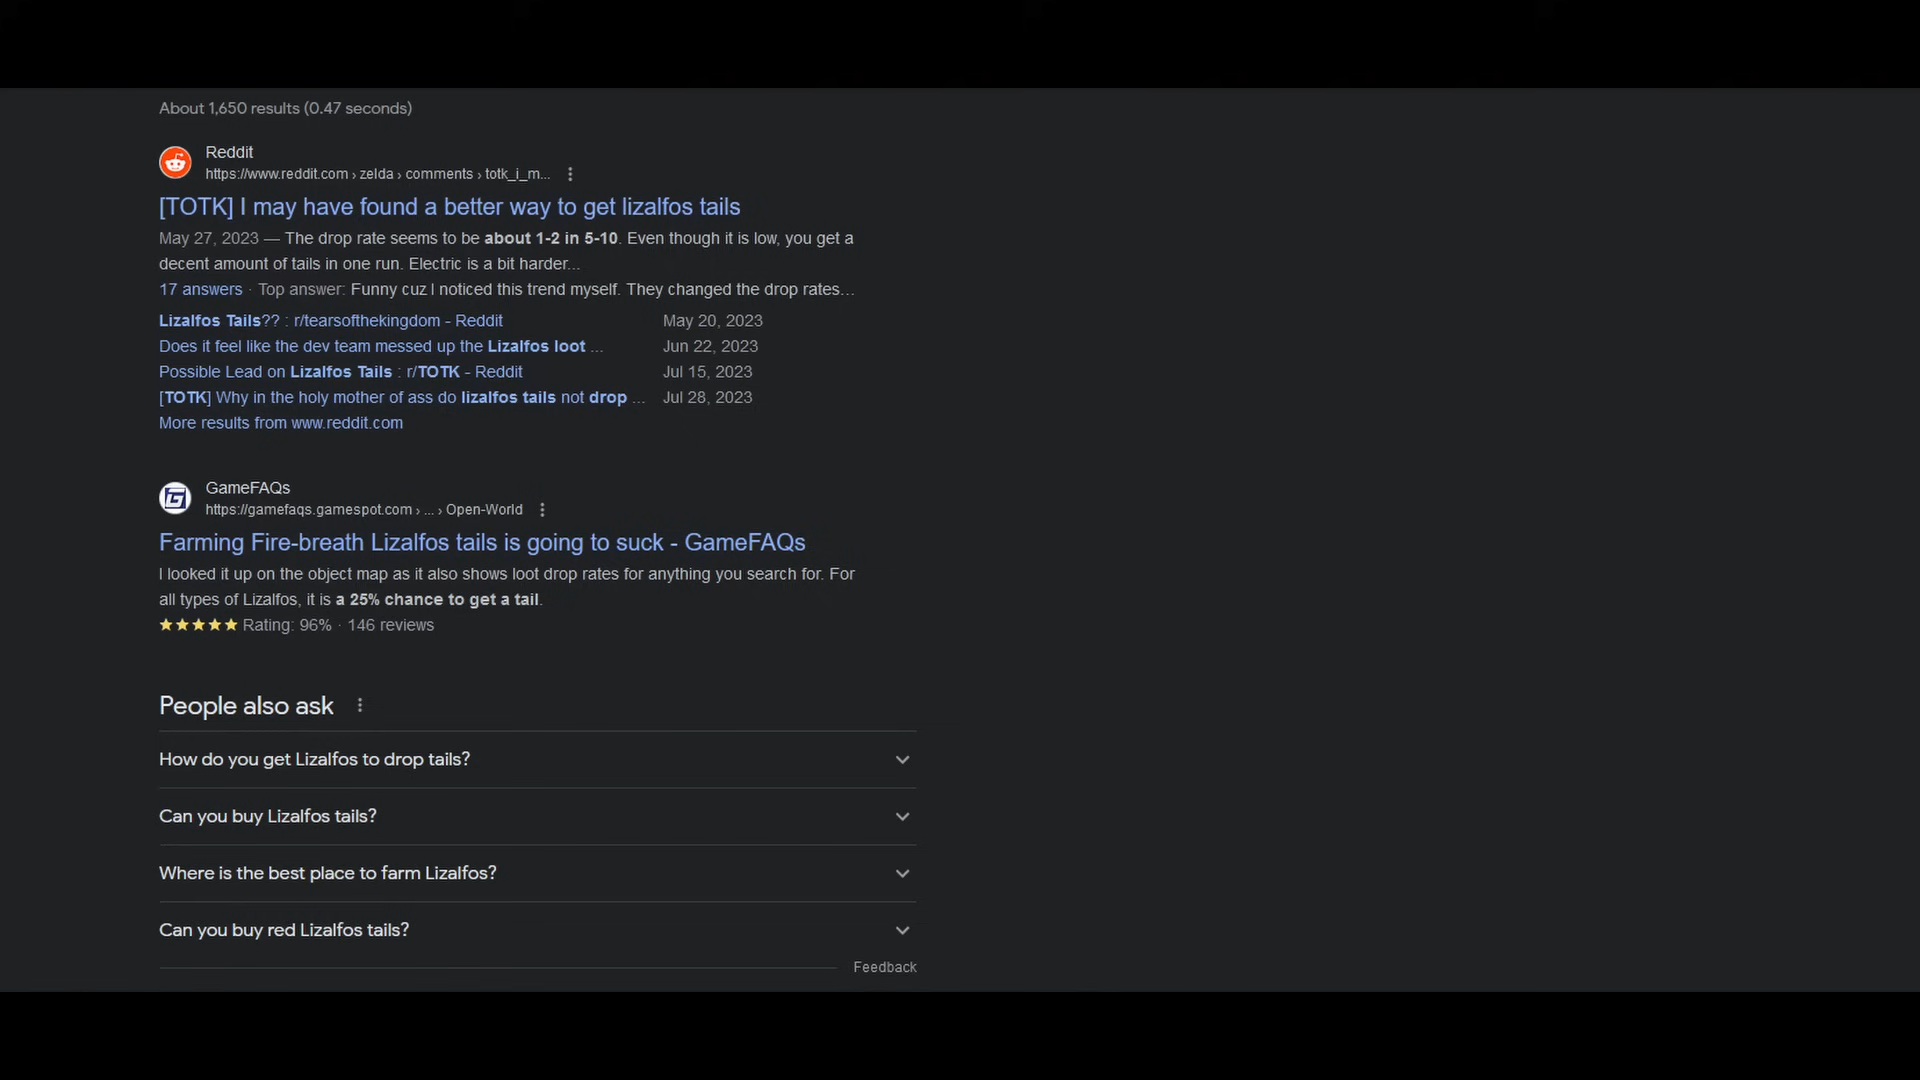 About 1,650 results (0.47 seconds)
Reddit
https://www.reddit.com › zelda › comments › totk_i_m...
[TOTK] I may have found a better way to get lizalfos tails
May 27, 2023 — The drop rate seems to be about 1-2 in 5-10. Even though it is low, you get a
decent amount of tails in one run. Electric is a bit harder...
17 answers · Top answer: Funny cuz I noticed this trend myself. They changed the drop rates...
Lizalfos Tails?? : r/tearsofthekingdom - Reddit May 20, 2023
Does it feel like the dev team messed up the Lizalfos loot ... Jun 22, 2023
Possible Lead on Lizalfos Tails : r/TOTK - Reddit Jul 15, 2023
[TOTK] Why in the holy mother of ass do lizalfos tails not drop ... Jul 28, 2023
More results from www.reddit.com
GameFAQs
https://gamefaqs.gamespot.com › ... › Open-World
Farming Fire-breath Lizalfos tails is going to suck - GameFAQs
I looked it up on the object map as it also shows loot drop rates for anything you search for. For
all types of Lizalfos, it is a 25% chance to get a tail.
Rating: 96% · 146 reviews
People also ask
How do you get Lizalfos to drop tails?
Can you buy Lizalfos tails?
Where is the best place to farm Lizalfos?
Can you buy red Lizalfos tails?
Feedback